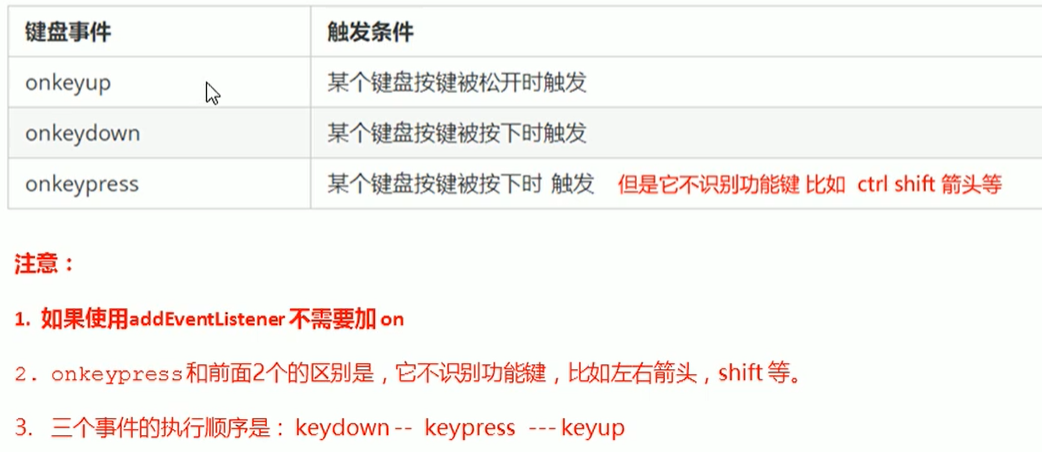 键盘事件 触发条件
onkeyup 某个键盘按键被松开时触发
onkeydown 某个键盘按键被按下时触发
onkeypress 某个键盘按键被按下时 触发 但是它不识别功能键 比如 ctrl shift 箭头等
注意：
1. 如果使用addEventListener 不需要加 on
2. onkeypress和前面2个的区别是，它不识别功能键，比如左右箭头，shift 等。
3. 三个事件的执行顺序是： keydown -- keypress --- keyup